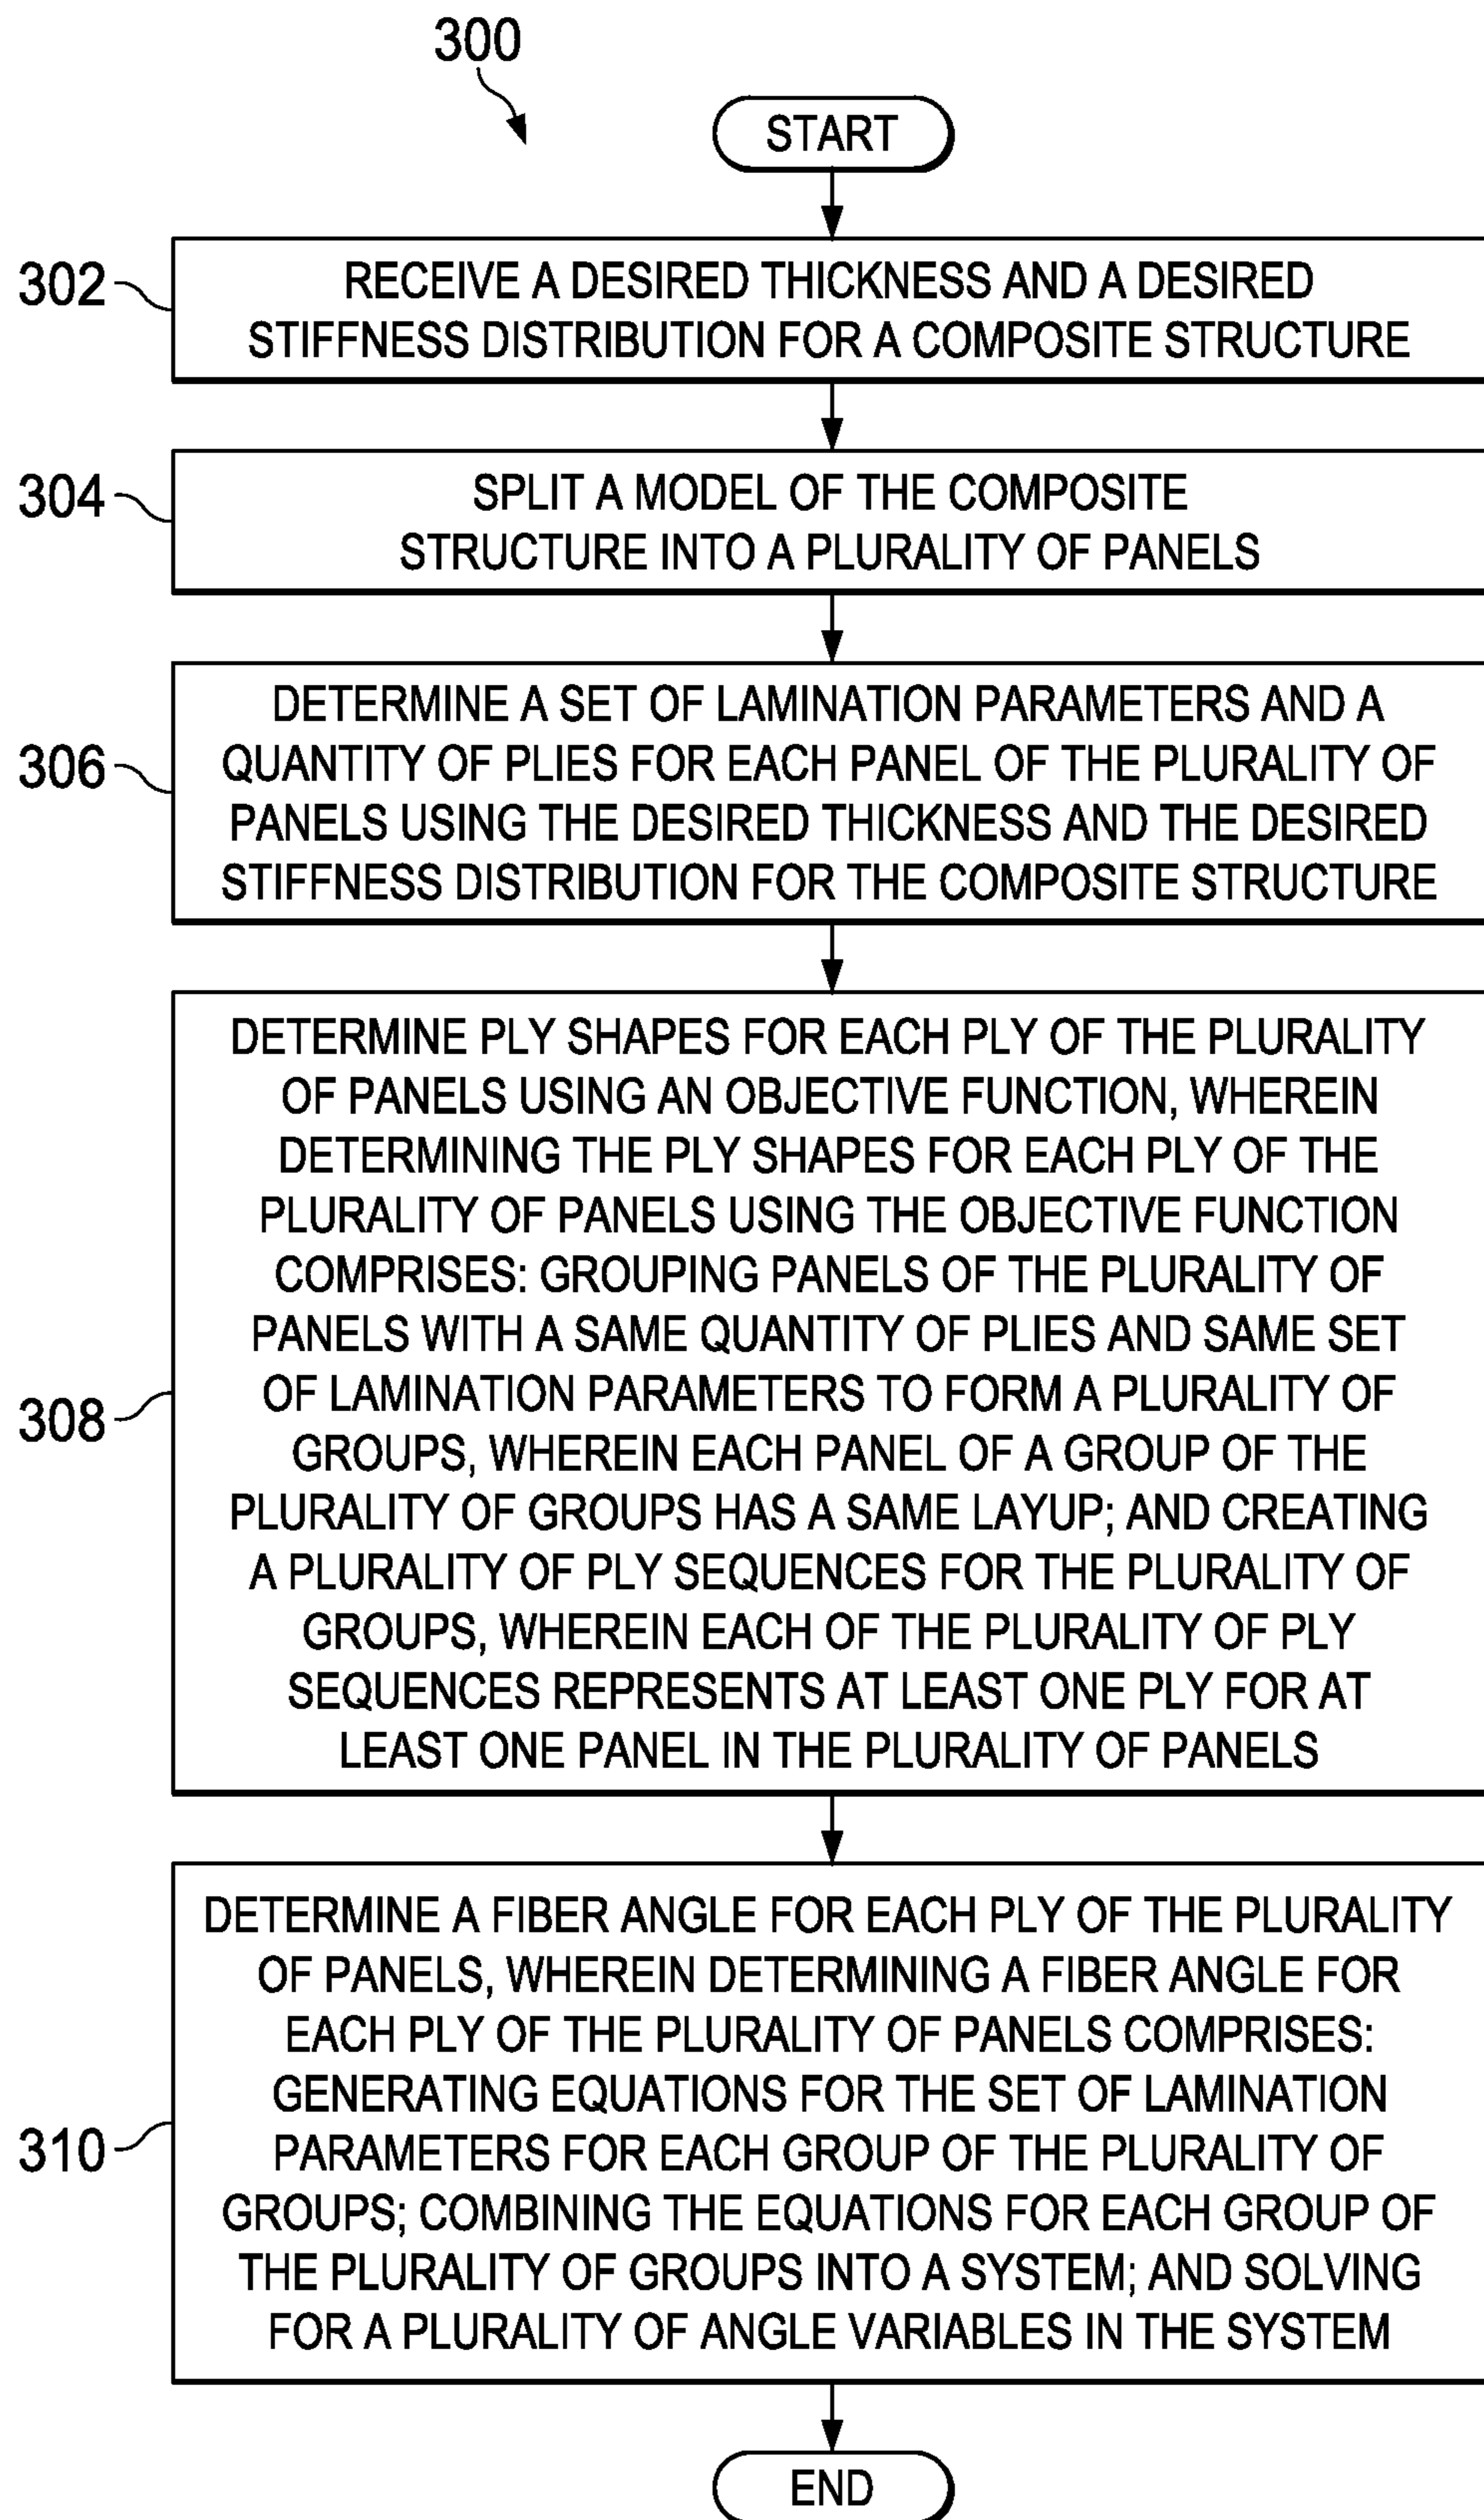 300
START
302
RECEIVE A DESIRED THICKNESS AND A DESIRED
STIFFNESS DISTRIBUTION FOR A COMPOSITE STRUCTURE
304
SPLIT A MODEL OF THE COMPOSITE
STRUCTURE INTO A PLURALITY OF PANELS
306
DETERMINE A SET OF LAMINATION PARAMETERS AND A
QUANTITY OF PLIES FOR EACH PANEL OF THE PLURALITY OF
PANELS USING THE DESIRED THICKNESS AND THE DESIRED
STIFFNESS DISTRIBUTION FOR THE COMPOSITE STRUCTURE
308
DETERMINE PLY SHAPES FOR EACH PLY OF THE PLURALITY
OF PANELS USING AN OBJECTIVE FUNCTION, WHEREIN
DETERMINING THE PLY SHAPES FOR EACH PLY OF THE
PLURALITY OF PANELS USING THE OBJECTIVE FUNCTION
COMPRISES: GROUPING PANELS OF THE PLURALITY OF
PANELS WITH A SAME QUANTITY OF PLIES AND SAME SET
OF LAMINATION PARAMETERS TO FORM A PLURALITY OF
GROUPS, WHEREIN EACH PANEL OF A GROUP OF THE
PLURALITY OF GROUPS HAS A SAME LAYUP; AND CREATING
A PLURALITY OF PLY SEQUENCES FOR THE PLURALITY OF
GROUPS, WHEREIN EACH OF THE PLURALITY OF PLY
SEQUENCES REPRESENTS AT LEAST ONE PLY FOR AT
LEAST ONE PANEL IN THE PLURALITY OF PANELS
310
DETERMINE A FIBER ANGLE FOR EACH PLY OF THE PLURALITY
OF PANELS, WHEREIN DETERMINING A FIBER ANGLE FOR
EACH PLY OF THE PLURALITY OF PANELS COMPRISES:
GENERATING EQUATIONS FOR THE SET OF LAMINATION
PARAMETERS FOR EACH GROUP OF THE PLURALITY OF
GROUPS; COMBINING THE EQUATIONS FOR EACH GROUP OF
THE PLURALITY OF GROUPS INTO A SYSTEM; AND SOLVING
FOR A PLURALITY OF ANGLE VARIABLES IN THE SYSTEM
END